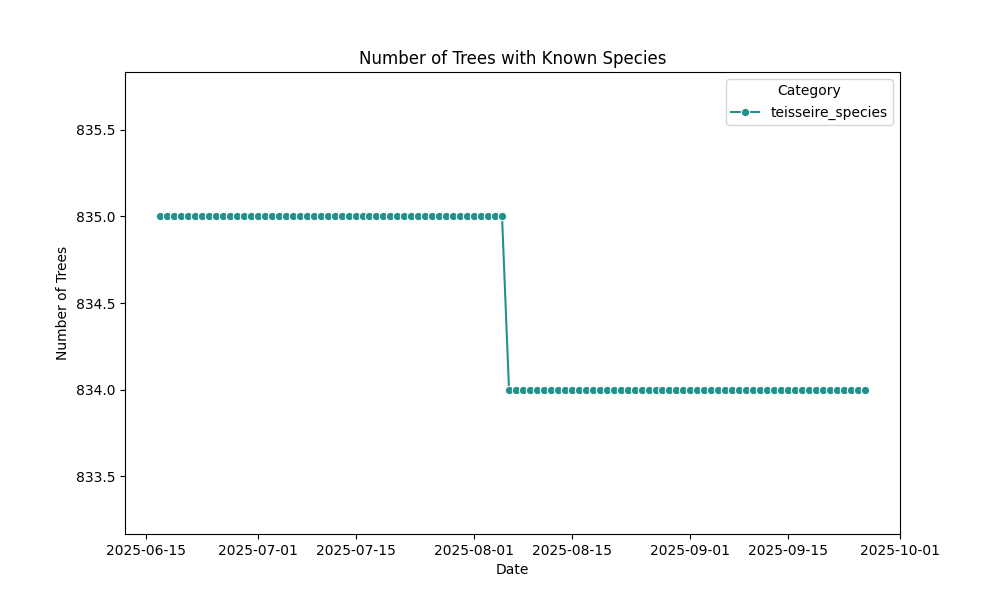 Number of Trees with Known Species
Category
teisseire_species
835.5
835.0
834.5
834.0
833.5
Number of Trees
2025-06-15
2025-07-01
2025-07-15
2025-08-01
2025-08-15
2025-09-01
2025-09-15
2025-10-01
Date